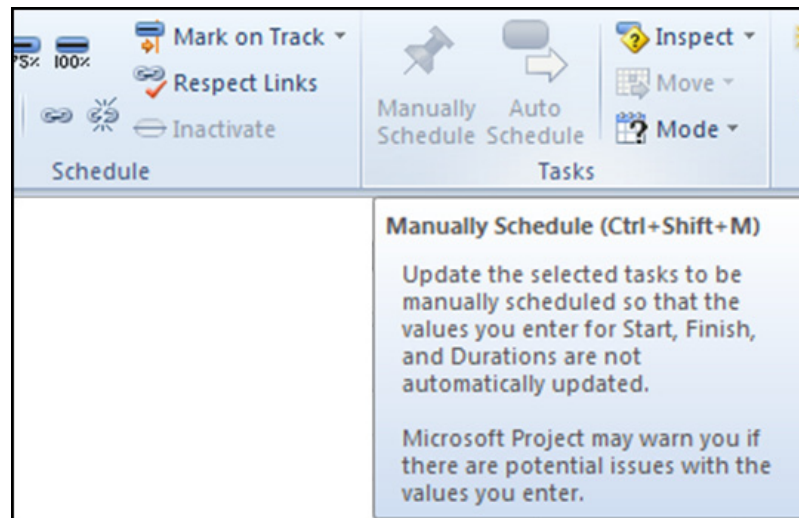 75% 100%
Mark on Track
Respect Links
Inactivate
Schedule
Manually
Schedule
Auto
Schedule
Inspect
Move
Mode
Tasks
Manually Schedule (Ctrl+Shift+M)
Update the selected tasks to be
manually scheduled so that the
values you enter for Start, Finish,
and Durations are not
automatically updated.
Microsoft Project may warn you if
there are potential issues with the
values you enter.